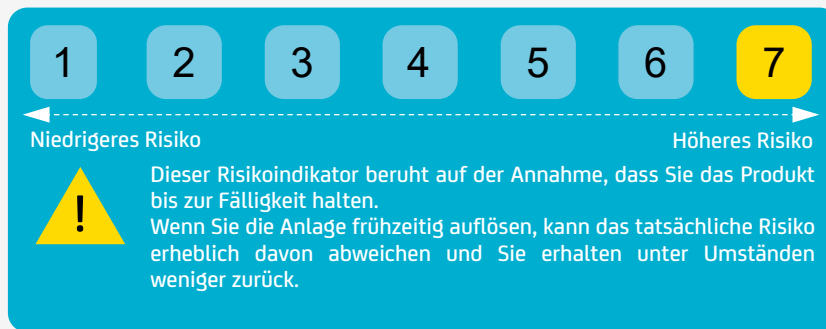 1 2 3 4 5 6 7
Niedrigeres Risiko Höheres Risiko
! Dieser Risikoindikator beruht auf der Annahme, dass Sie das Produkt
bis zur Fälligkeit halten.
Wenn Sie die Anlage frühzeitig auflösen, kann das tatsächliche Risiko
erheblich davon abweichen und Sie erhalten unter Umständen
weniger zurück.